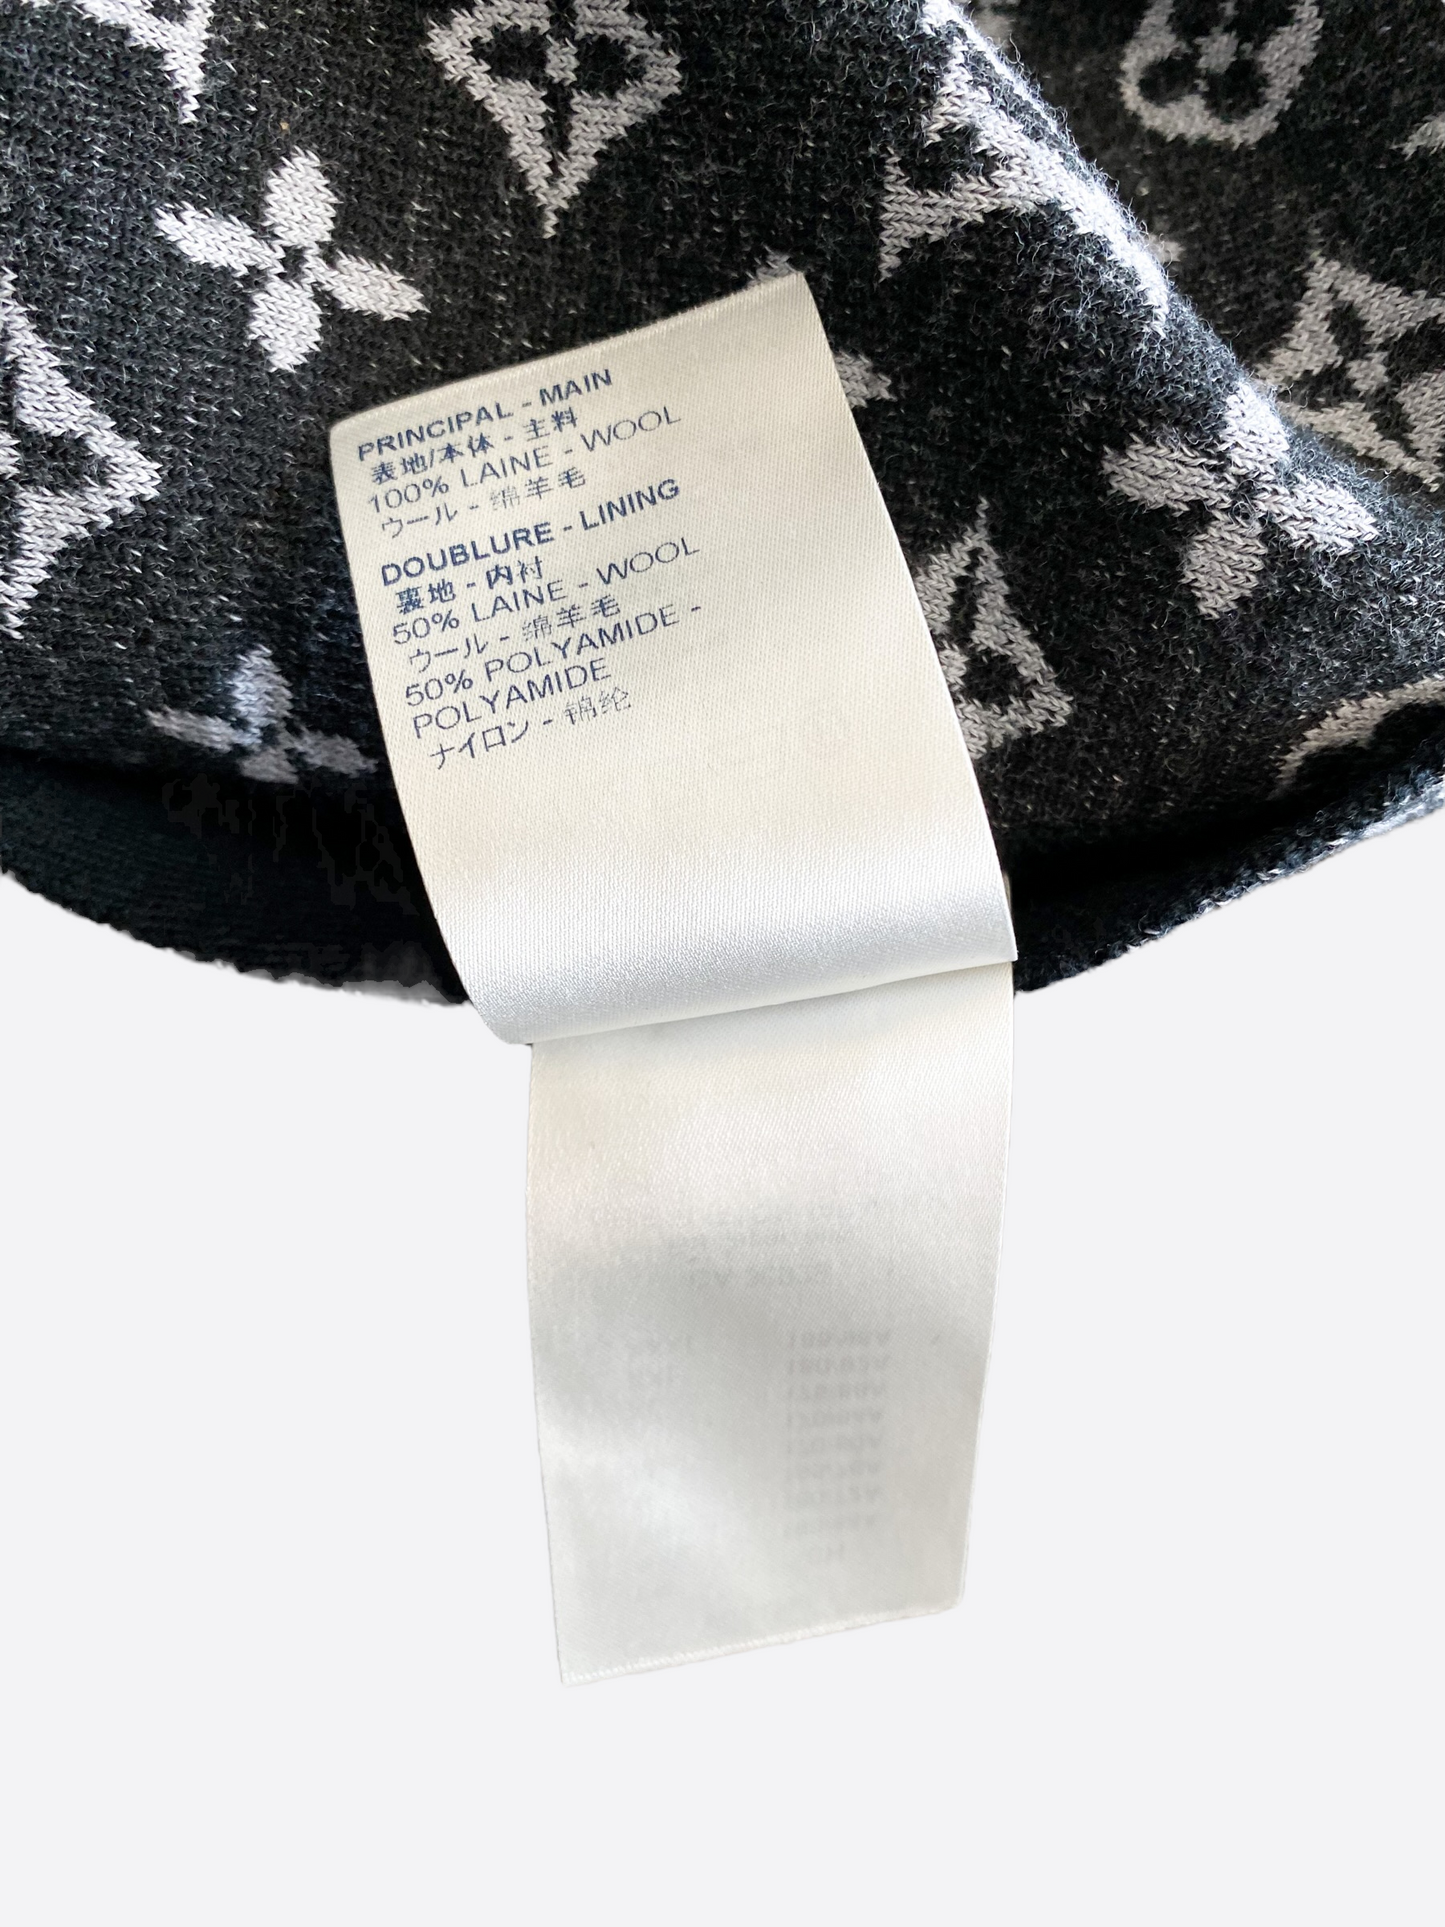 PRINCIPAL - MAIN
表地/本体 - 主料
100% LAINE - WOOL
ウール - 绵羊毛
DOUBLURE - LINING
裏地 - 内衬
50% LAINE - WOOL
ウール - 绵羊毛
50% POLYAMIDE -
POLYAMIDE
ナイロン - 锦纶